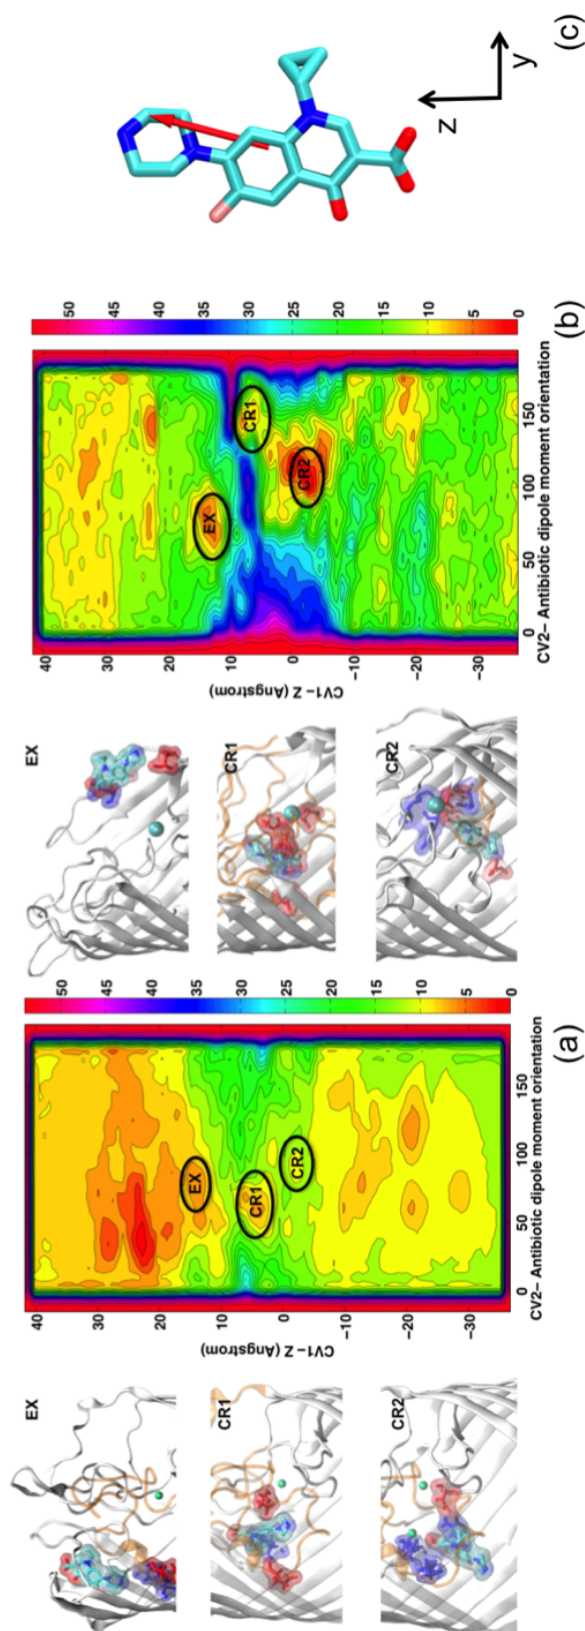 EX
CR1
CR2
CV1− Z (Angstrom)
40
30
20
10
0
−10
−20
−30
EX
CR1
CR2
0
50
100
150
CV2− Antibiotic dipole moment orientation
50
45
40
35
30
25
20
15
10
5
0
(a)
EX
CR1
CR2
CV1− Z (Angstrom)
40
30
20
10
0
−10
−20
−30
EX
CR1
CR2
0
50
100
150
CV2− Antibiotic dipole moment orientation
50
45
40
35
30
25
20
15
10
5
0
(b)
z
y
(c)